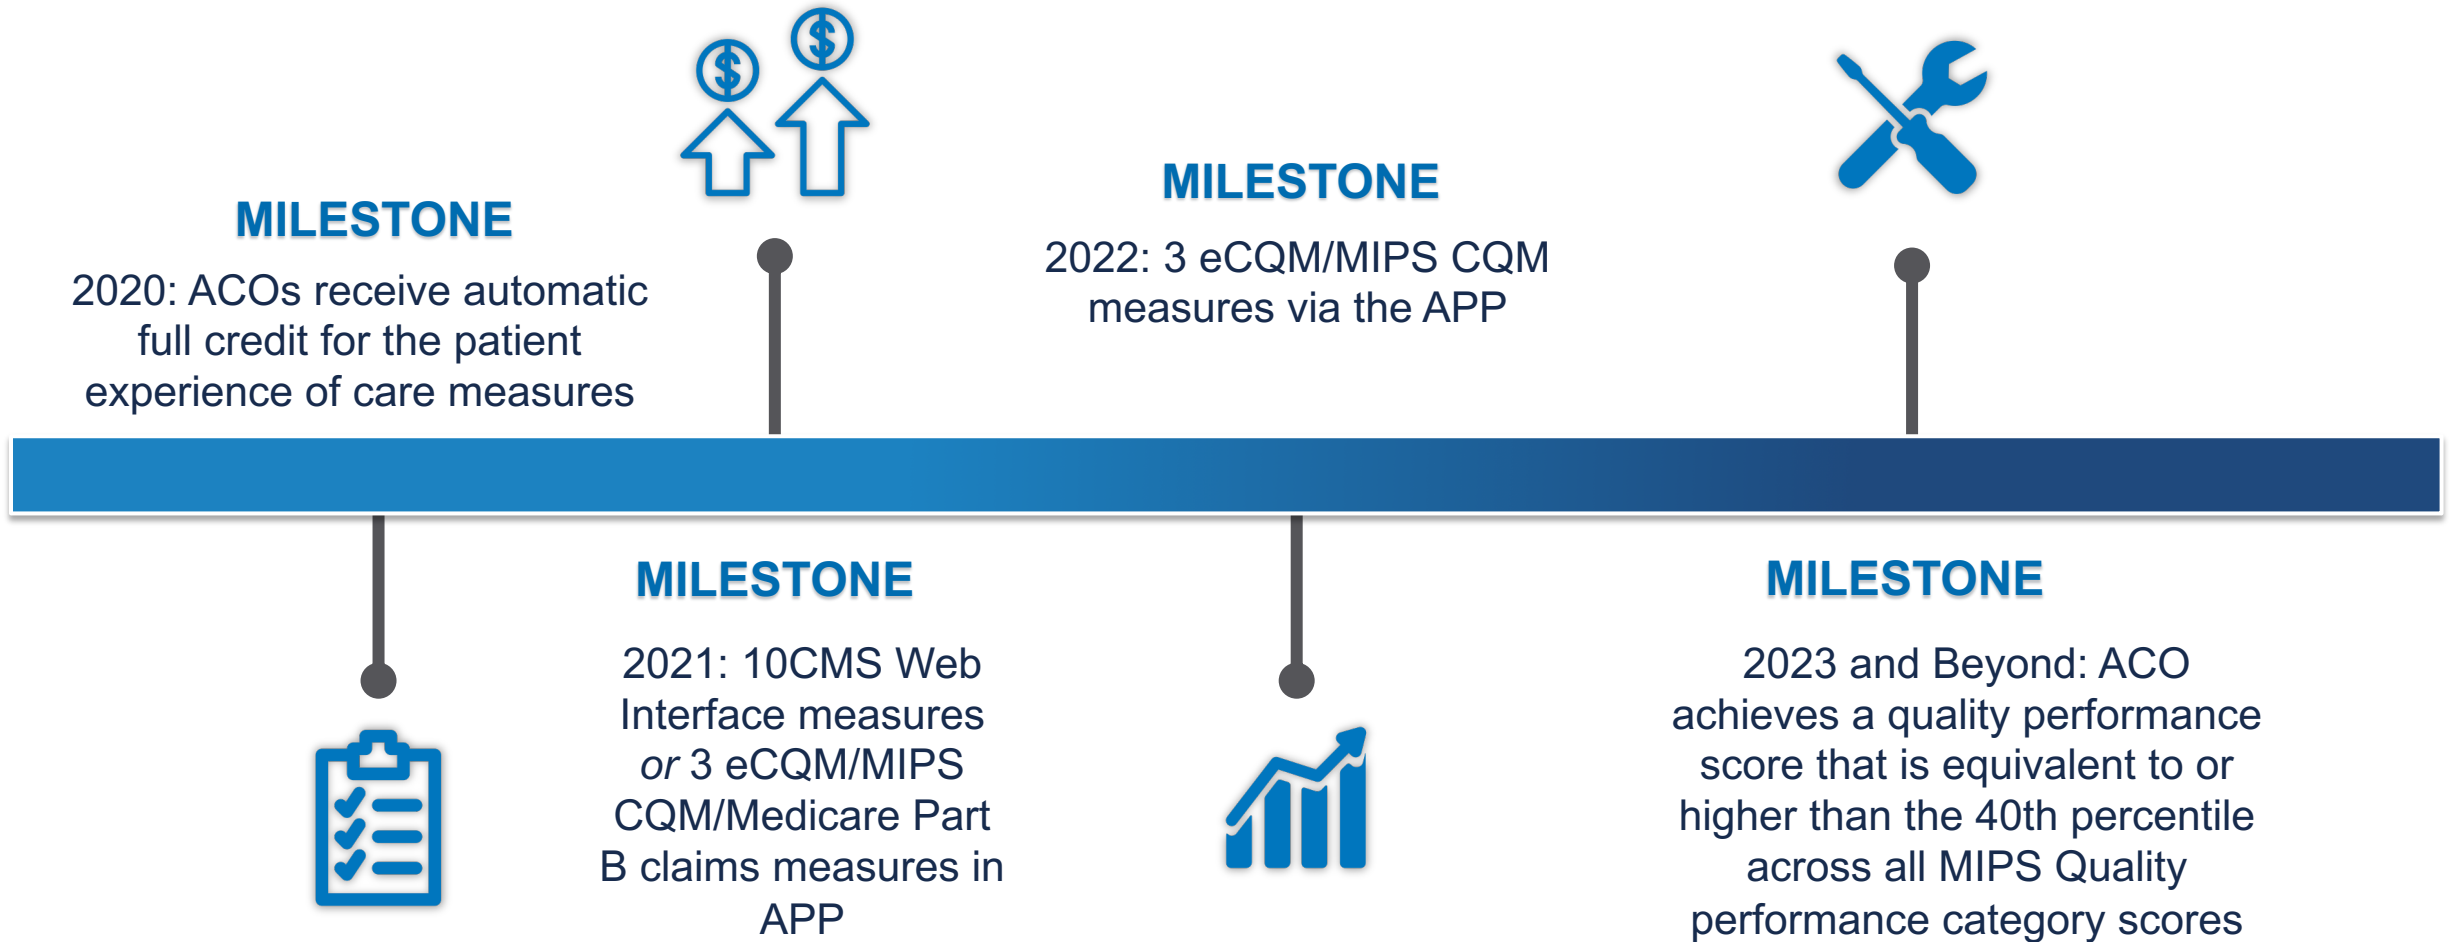 MILESTONE
2020: ACOs receive automatic
full credit for the patient
experience of care measures
MILESTONE
2021: 10CMS Web
Interface measures
or 3 eCQM/MIPS
CQM/Medicare Part
B claims measures in
APP
MILESTONE
2022: 3 eCQM/MIPS CQM
measures via the APP
MILESTONE
2023 and Beyond: ACO
achieves a quality performance
score that is equivalent to or
higher than the 40th percentile
across all MIPS Quality
performance category scores
$
$